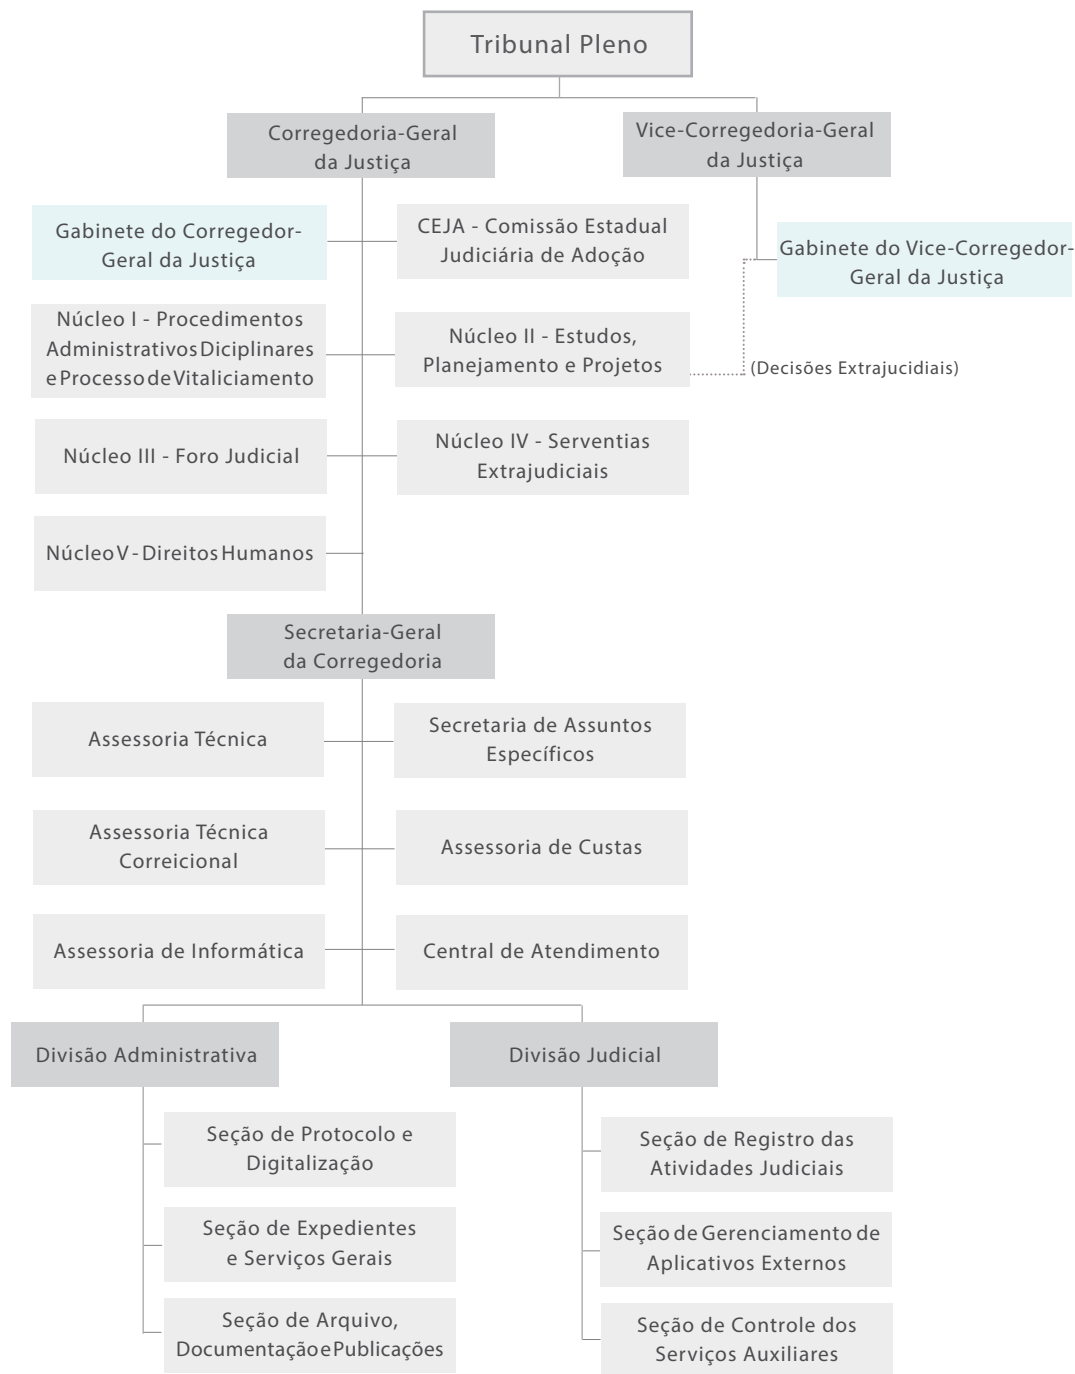 Tribunal Pleno
Corregedoria-Geral
da Justiça
Vice-Corregedoria-Geral
da Justiça
Gabinete do Corregedor-
Geral da Justiça
CEJA - Comissão Estadual
Judiciária de Adoção
Gabinete do Vice-Corregedor-
Geral da Justiça
Núcleo I - Procedimentos
Administrativos Diciplinares
e Processo de Vitaliciamento
Núcleo II - Estudos,
Planejamento e Projetos
(Decisões Extrajucidiais)
Núcleo III - Foro Judicial
Núcleo IV - Serventias
Extrajudiciais
Núcleo V - Direitos Humanos
Secretaria-Geral
da Corregedoria
Assessoria Técnica
Secretaria de Assuntos
Específicos
Assessoria Técnica
Correicional
Assessoria de Custas
Assessoria de Informática
Central de Atendimento
Divisão Administrativa
Divisão Judicial
Seção de Protocolo e
Digitalização
Seção de Registro das
Atividades Judiciais
Seção de Expedientes
e Serviços Gerais
Seção de Gerenciamento de
Aplicativos Externos
Seção de Arquivo,
Documentação e Publicações
Seção de Controle dos
Serviços Auxiliares